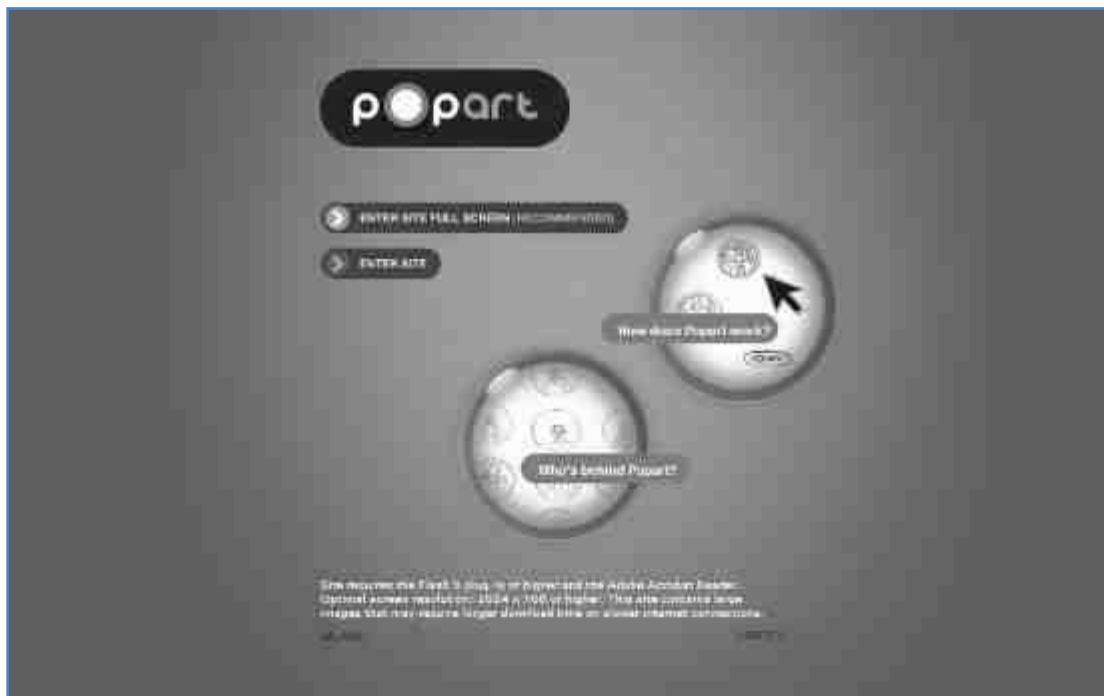 popart
ENTER SITE FULL SCREEN (RECOMMENDED)
ENTER SITE
How does Popart work?
Who's behind Popart?
Site requires the Flash plug-in or higher and the Adobe Acrobat Reader.
Optimal screen resolution: 1024 x 768 or higher. This site contains large
images that may require longer download time on slower internet connections.